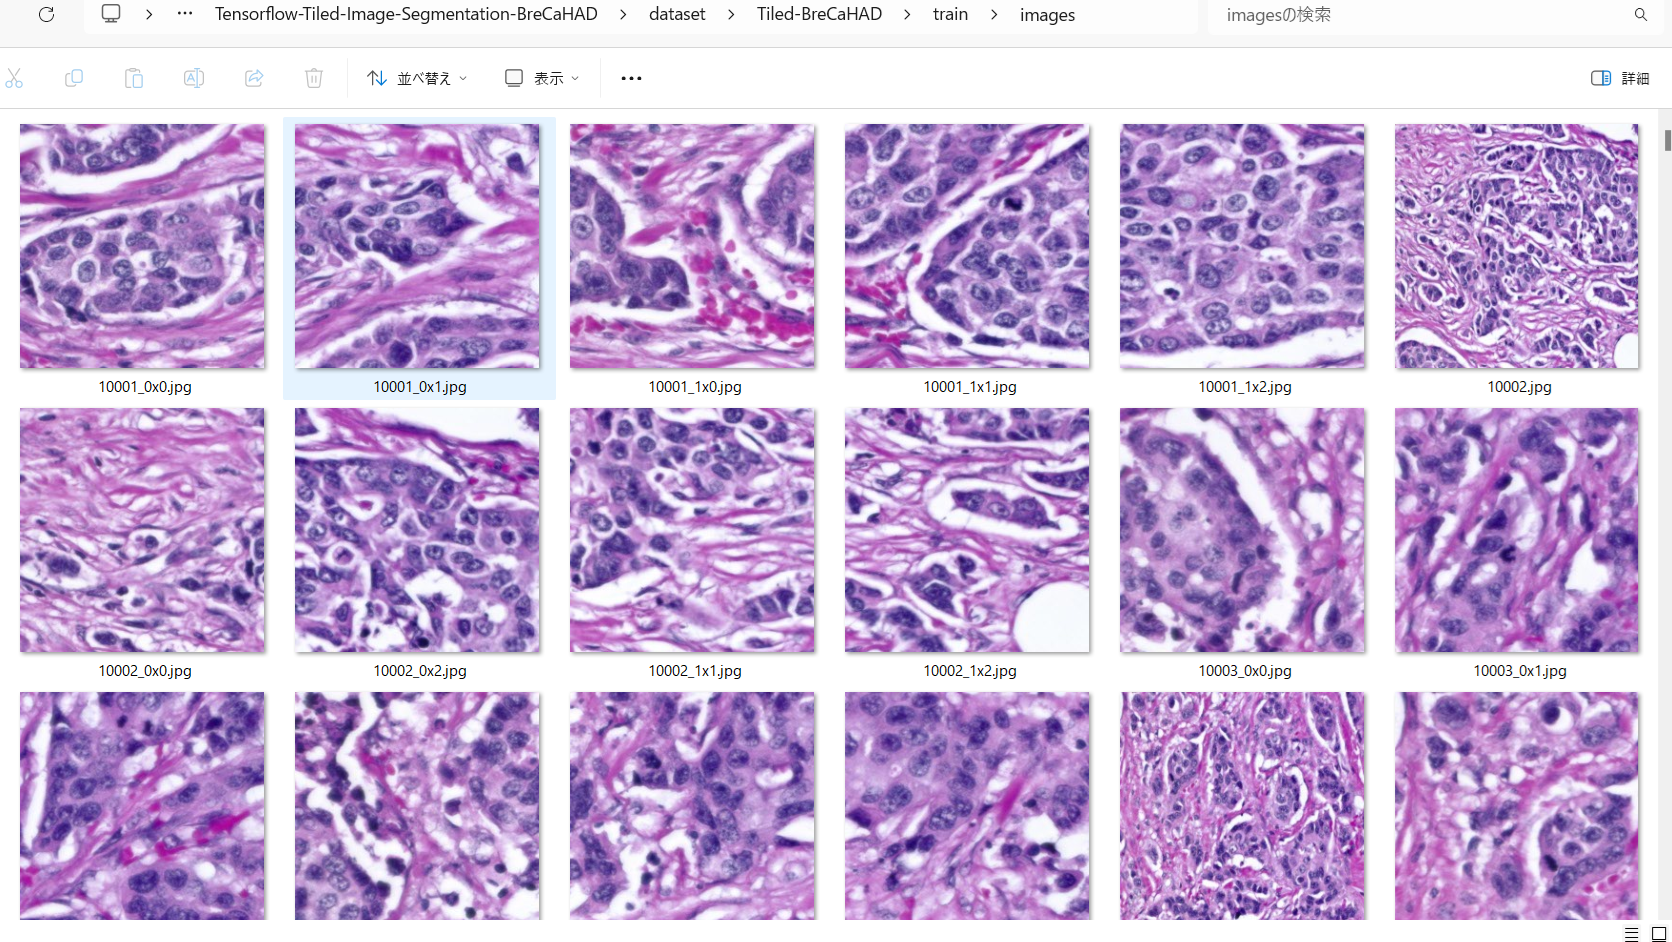 Tensorflow-Tiled-Image-Segmentation-BreCaHAD > dataset > Tiled-BreCaHAD > train > images
imagesの検索
並べ替え 表示 詳細
10001_0x0.jpg 10001_0x1.jpg 10001_1x0.jpg 10001_1x1.jpg 10001_1x2.jpg 10002.jpg
10002_0x0.jpg 10002_0x2.jpg 10002_1x1.jpg 10002_1x2.jpg 10003_0x0.jpg 10003_0x1.jpg